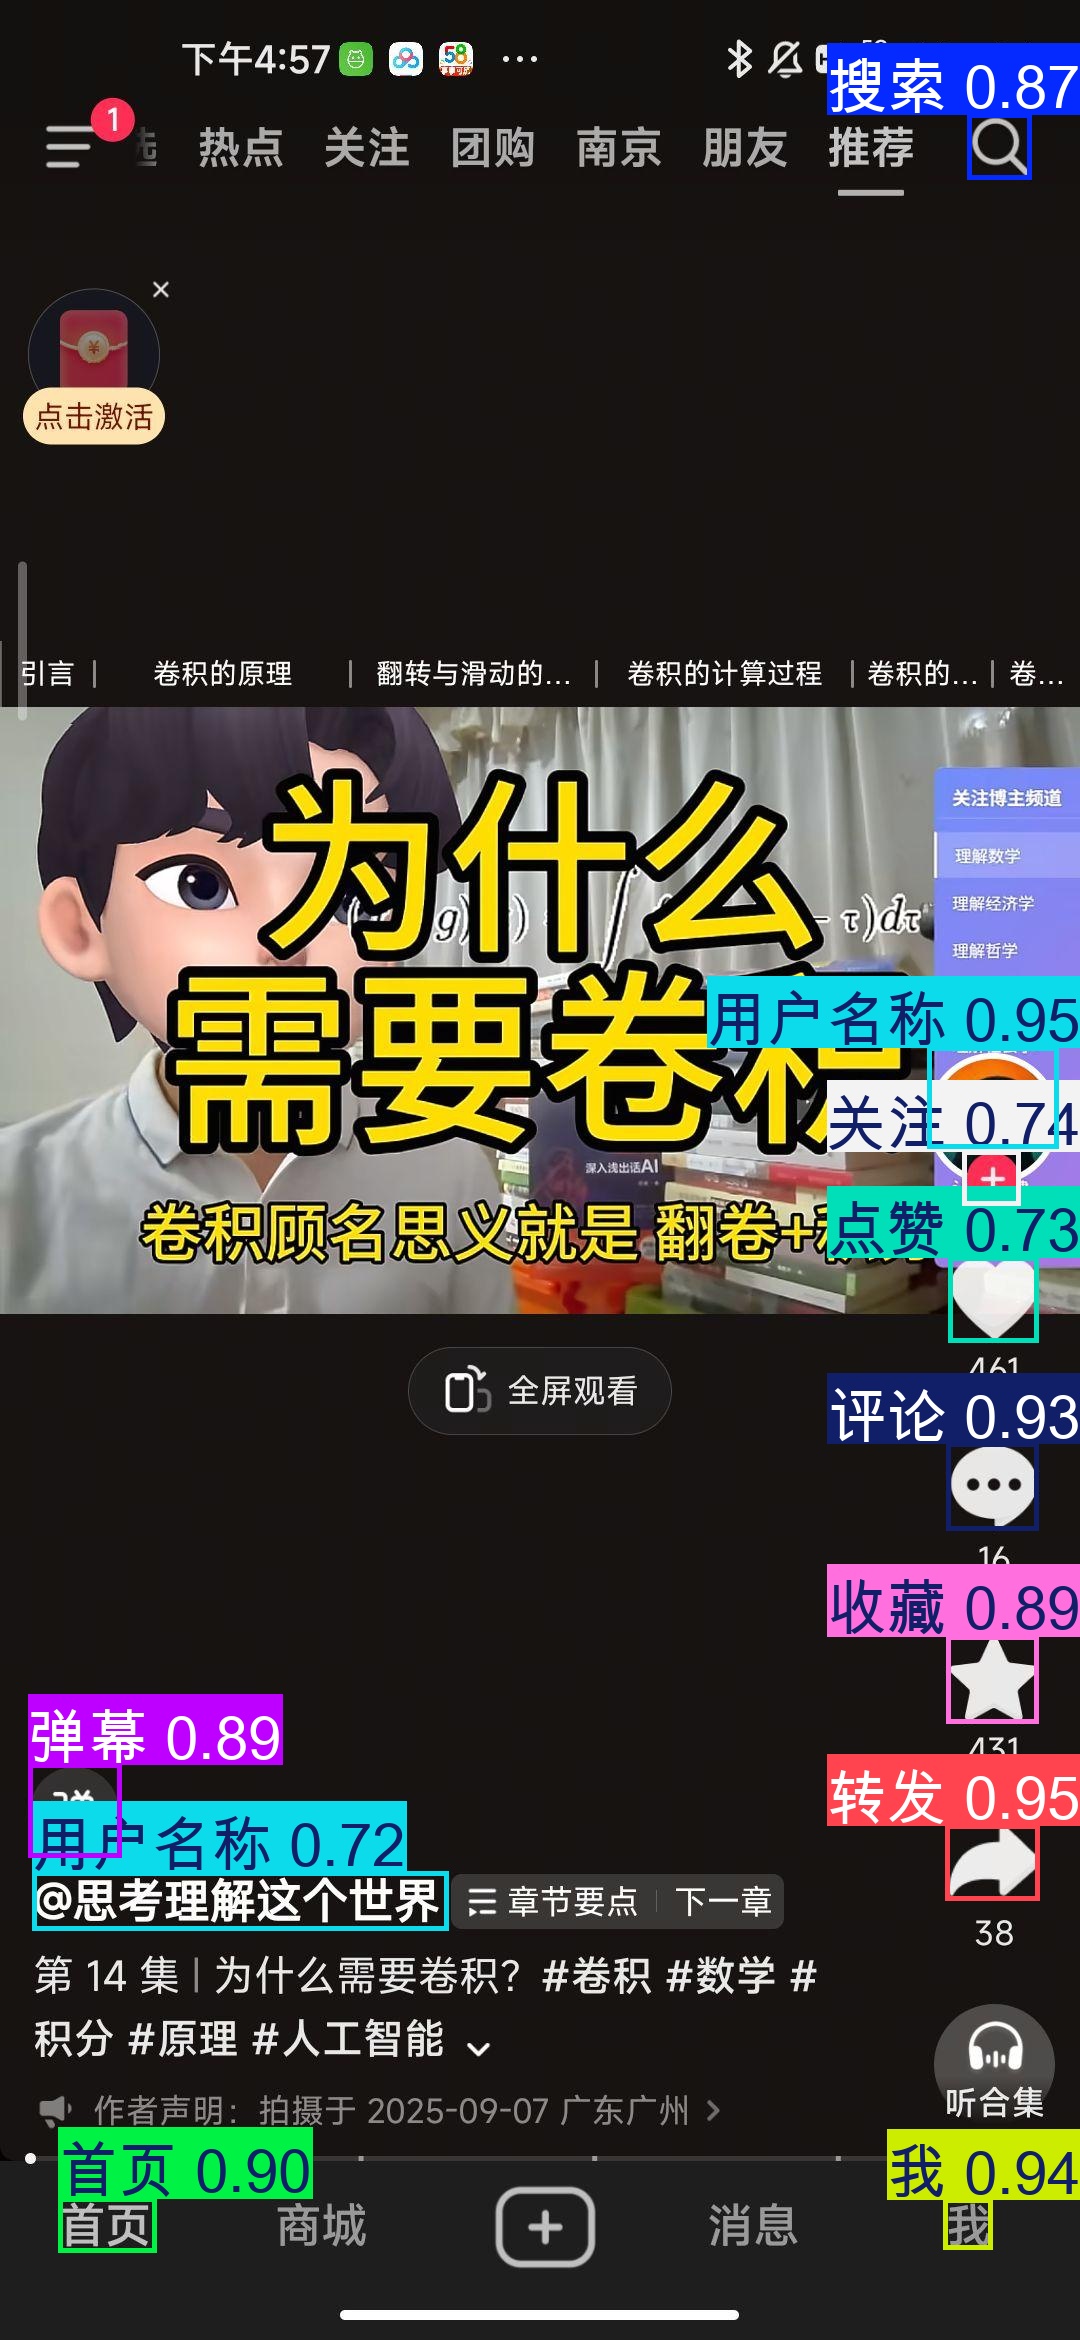 下午4:57
搜索 0.87
1
热点 关注 团购 南京 朋友 推荐
点击激活
引言 | 卷积的原理 | 翻转与滑动的... | 卷积的计算过程 | 卷积的... | 卷...
关注博主频道
为什么
理解数学
理解经济学
g) - τ)dτ
理解哲学
需要卷积
用户名称 0.95
关注 0.74
深入浅出话AI
点赞 0.73
卷积顾名思义就是 翻卷+
全屏观看
461
评论 0.93
16
收藏 0.89
431
弹幕 0.89
转发 0.95
用户名称 0.72
@思考理解这个世界 章节要点 | 下一章
38
第 14 集 | 为什么需要卷积? #卷积 #数学 #
积分 #原理 #人工智能
听合集
作者声明：拍摄于 2025-09-07 广东广州 >
首页 0.90
我 0.94
首页 商城 消息 我